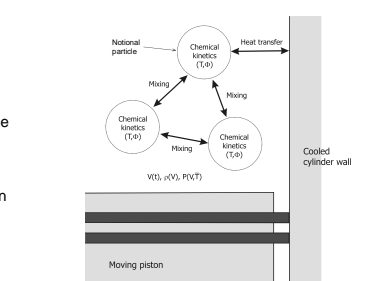 Notional
particle
Chemical
kinetics
(T,Φ)
Heat transfer
Mixing
Mixing
Chemical
kinetics
(T,Φ)
Mixing
Chemical
kinetics
(T,Φ)
V(t), ρ(V), P(V,T̄)
Cooled
cylinder wall
Moving piston
e
n